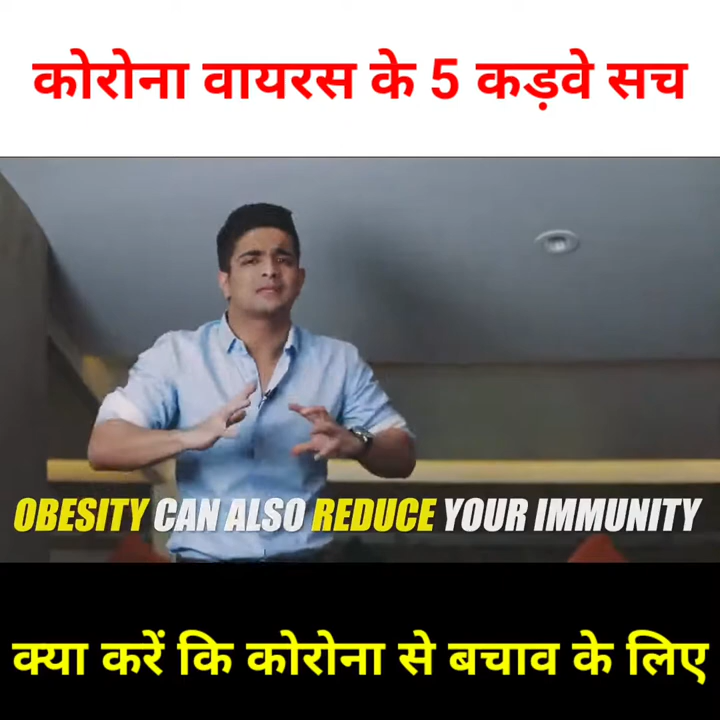 कोरोना वायरस के 5 कड़वे सच
OBESITY CAN ALSO REDUCE YOUR IMMUNITY
क्या करें कि कोरोना से बचाव के लिए